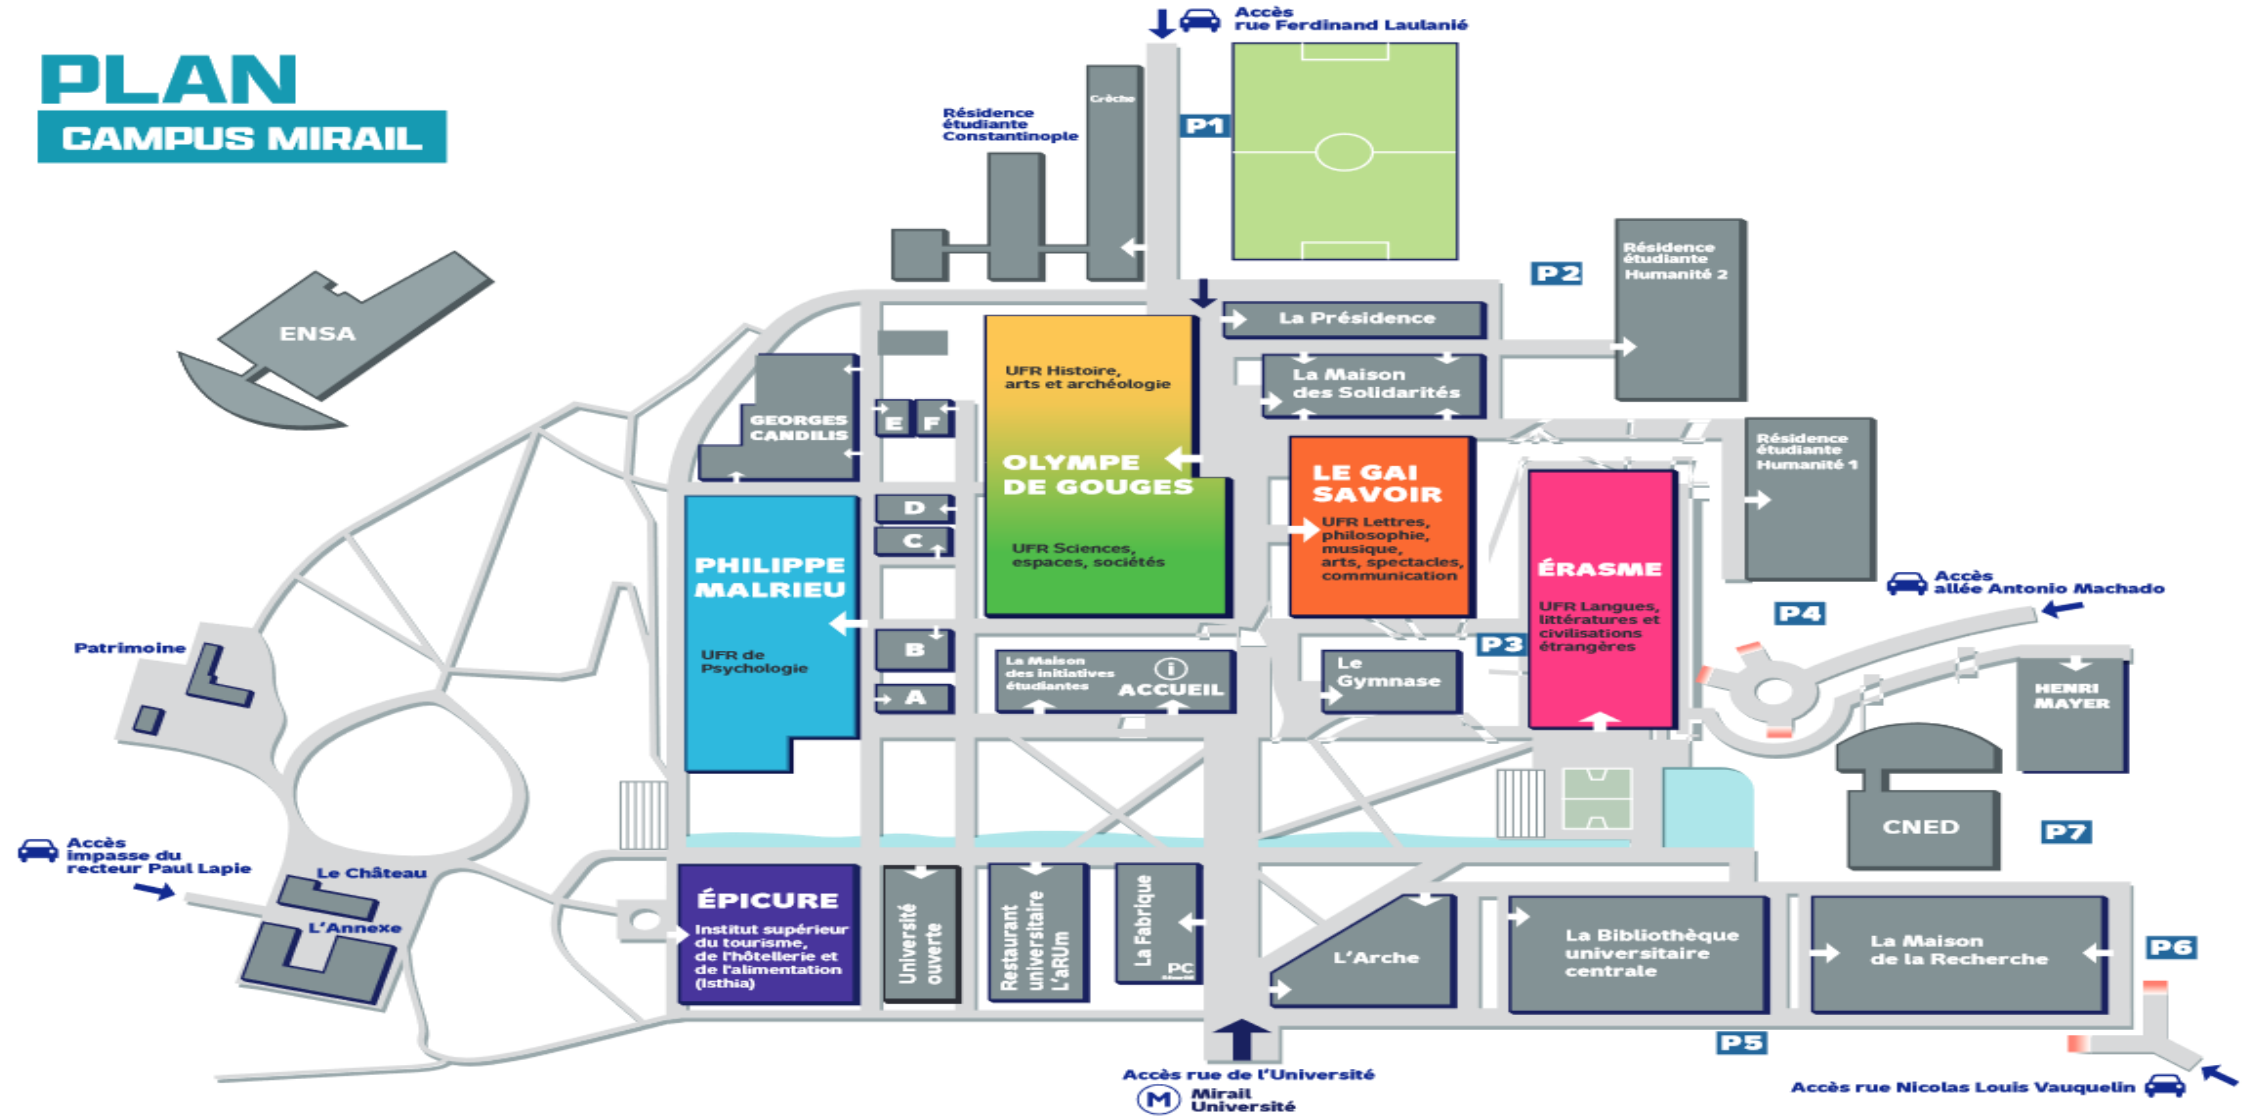 PLAN
CAMPUS MIRAIL
Accès
rue Ferdinand Laulanié
Crèche
Résidence
étudiante
Constantinople
P1
P2
Résidence
étudiante
Humanité 2
ENSA
La Présidence
La Maison
des Solidarités
UFR Histoire,
arts et archéologie
OLYMPE
DE GOUGES
UFR Sciences,
espaces, sociétés
GEORGES
CANDILIS
E
F
D
C
B
A
LE GAI
SAVOIR
UFR Lettres,
philosophie,
musique,
arts, spectacles,
communication
Résidence
étudiante
Humanité 1
ÉRASME
UFR Langues,
littératures et
civilisations
étrangères
PHILIPPE
MALRIEU
UFR de
Psychologie
Accès
allée Antonio Machado
P4
P3
Patrimoine
La Maison
des initiatives
étudiantes
i
ACCUEIL
Le
Gymnase
HENRI
MAYER
CNED
P7
Accès
impasse du
recteur Paul Lapie
Le Château
L'Annexe
ÉPICURE
Institut supérieur
du tourisme,
de l'hôtellerie et
de l'alimentation
(Isthia)
Université
ouverte
Restaurant
universitaire
L'aRUm
La Fabrique
PC
L'Arche
La Bibliothèque
universitaire
centrale
La Maison
de la Recherche
P6
P5
Accès rue de l'Université
M
Mirail
Université
Accès rue Nicolas Louis Vauquelin